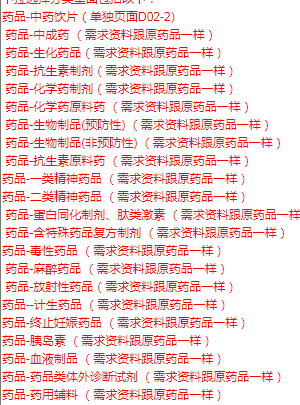 药品-中药饮片（单独页面D02-2）
药品-中成药 （需求资料跟原药品一样）
药品-生化药品（需求资料跟原药品一样）
药品-抗生素制剂（需求资料跟原药品一样）
药品-化学药制剂（需求资料跟原药品一样）
药品-化学药原料药 （需求资料跟原药品一样）
药品-生物制品(预防性) （需求资料跟原药品一样）
药品-生物制品(非预防性) （需求资料跟原药品一样）
药品-抗生素原料药 （需求资料跟原药品一样）
药品-一类精神药品 （需求资料跟原药品一样）
药品-二类精神药品 （需求资料跟原药品一样）
药品-蛋白同化制剂、肽类激素 （需求资料跟原药品一样
药品-含特殊药品复方制剂 （需求资料跟原药品一样）
药品-毒性药品 （需求资料跟原药品一样）
药品-麻醉药品 （需求资料跟原药品一样）
药品-放射性药品（需求资料跟原药品一样）
药品--计生药品 （需求资料跟原药品一样）
药品-终止妊娠药品 （需求资料跟原药品一样）
药品-胰岛素 （需求资料跟原药品一样）
药品-血液制品 （需求资料跟原药品一样）
药品-药品类体外诊断试剂 （需求资料跟原药品一样）
药品-药用辅料 （需求资料跟原药品一样）